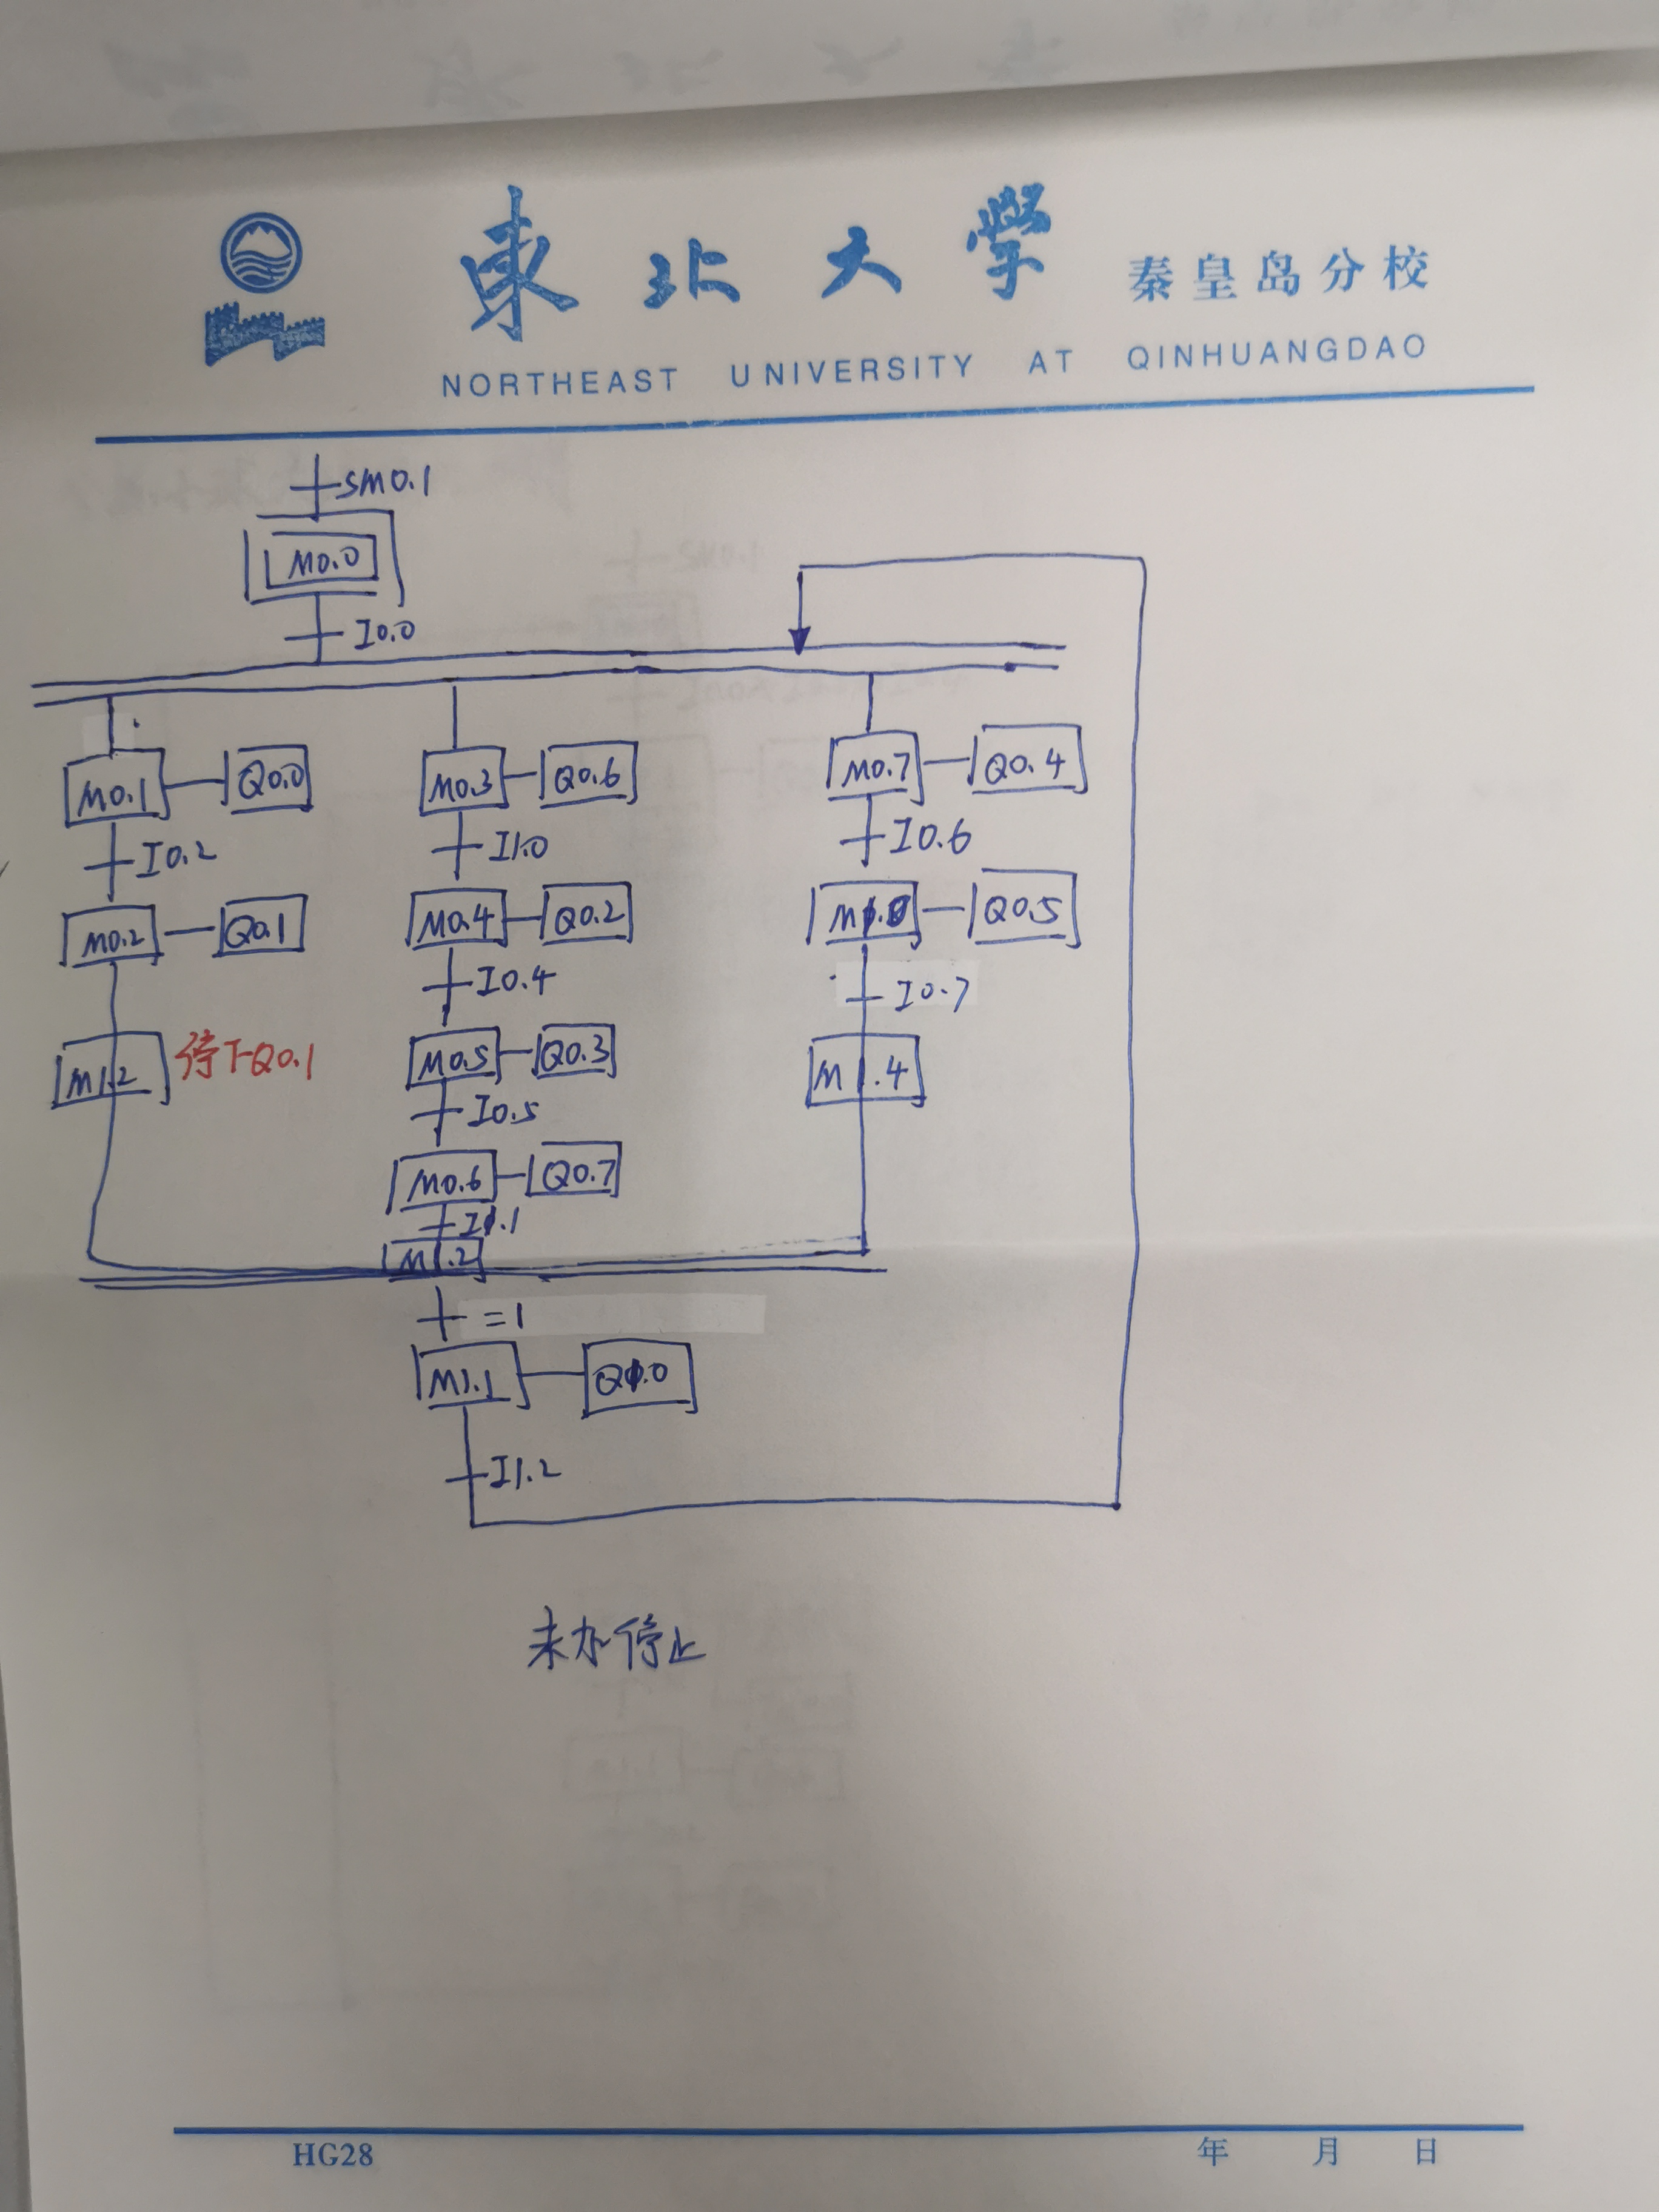 東北大學 秦皇岛分校
NORTHEAST UNIVERSITY AT QINHUANGDAO
SM0.1
M0.0
I0.0
M0.1 Q0.0 M0.3 Q0.6 M0.7 Q0.4
I0.2 I1.0 I0.6
M0.2 Q0.1 M0.4 Q0.2 M1.0 Q0.5
I0.4 I0.7
M1.2 停下Q0.1 M0.5 Q0.3 M1.4
I0.5
M0.6 Q0.7
I1.1
M1.2
=1
M1.1 Q1.0
I1.2
未加停止
HG28 年 月 日